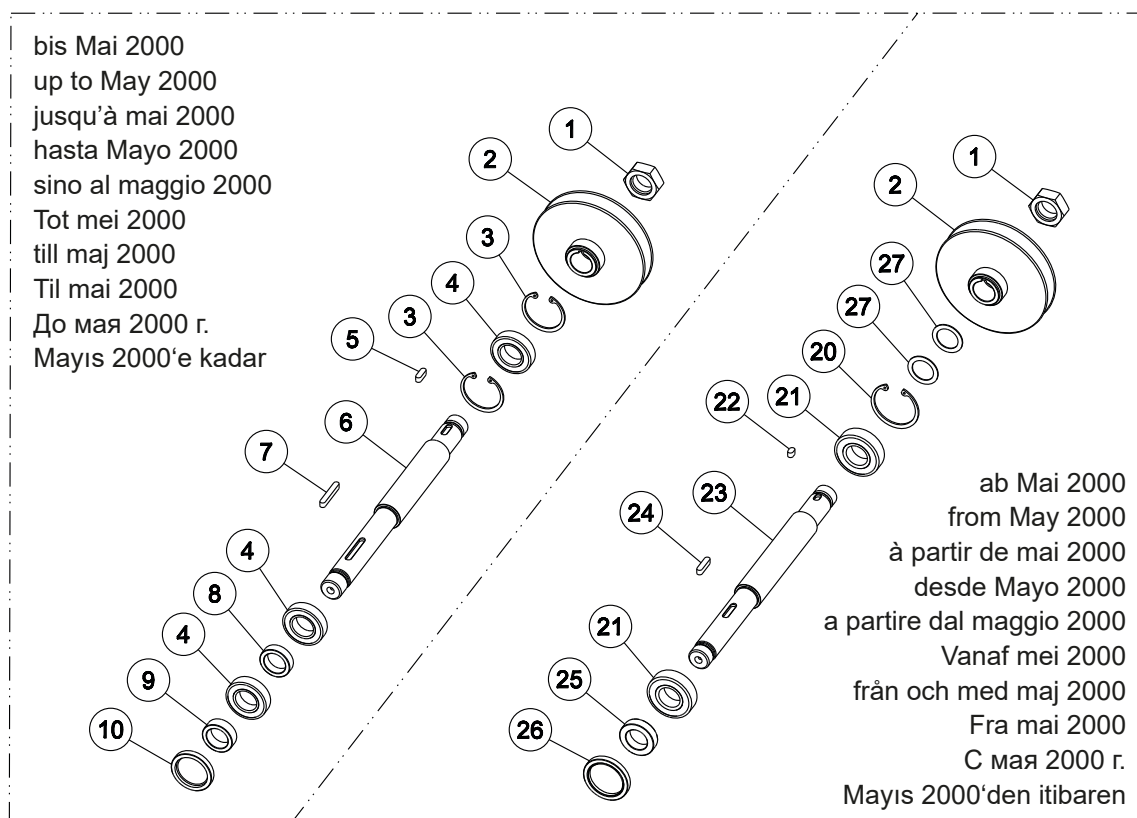 bis Mai 2000
up to May 2000
jusqu’à mai 2000
hasta Mayo 2000
sino al maggio 2000
Tot mei 2000
till maj 2000
Til mai 2000
До мая 2000 г.
Mayıs 2000‘e kadar
1
2
3
4
3
5
6
7
4
8
4
9
10
1
2
27
27
20
21
22
23
24
21
25
26
ab Mai 2000
from May 2000
à partir de mai 2000
desde Mayo 2000
a partire dal maggio 2000
Vanaf mei 2000
från och med maj 2000
Fra mai 2000
С мая 2000 г.
Mayıs 2000‘den itibaren